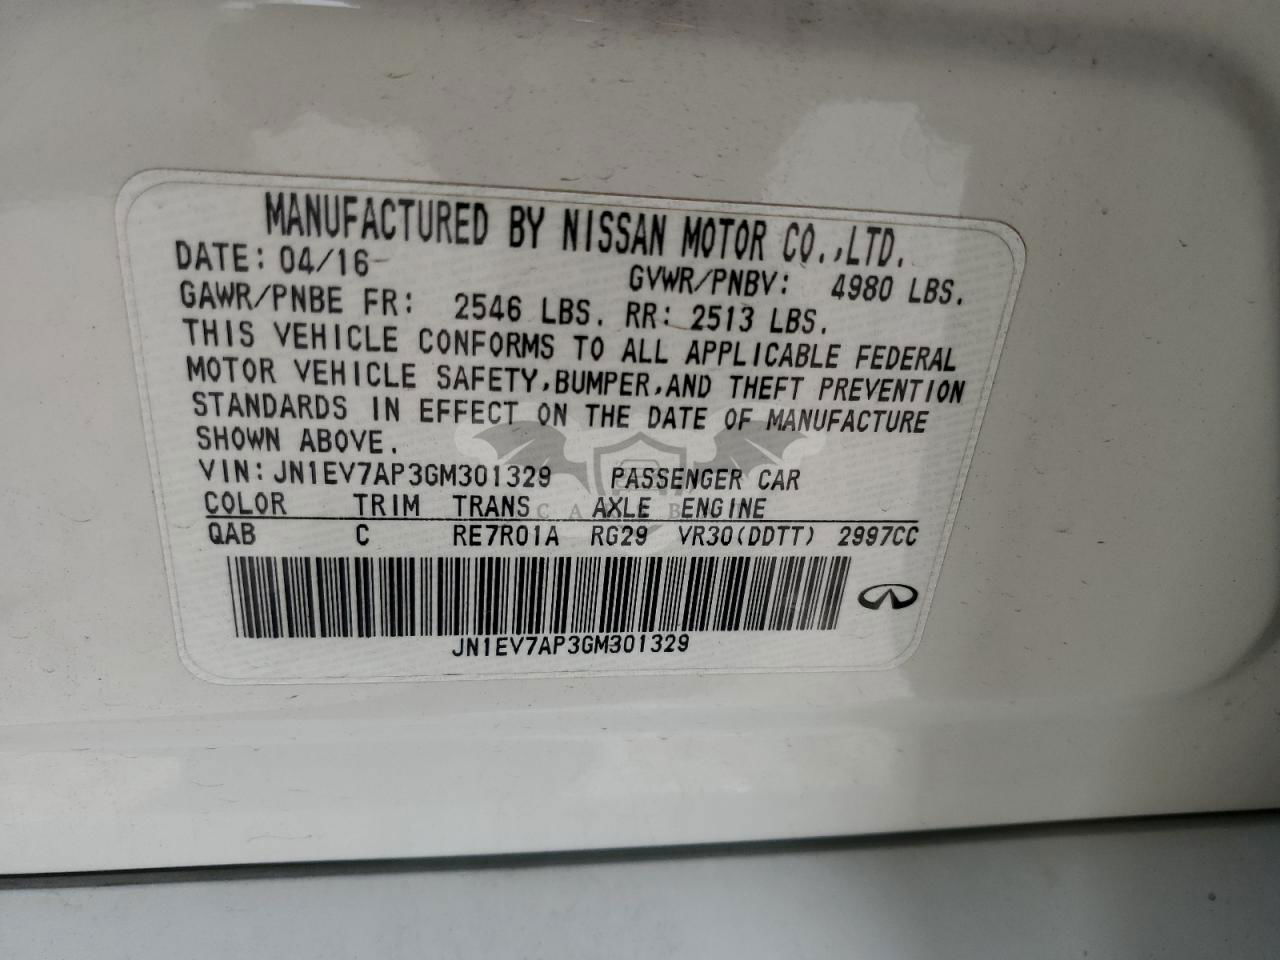 MANUFACTURED BY NISSAN MOTOR CO.,LTD.
DATE: 04/16 GVWR/PNBV: 4980 LBS.
GAWR/PNBE FR: 2546 LBS. RR: 2513 LBS.
THIS VEHICLE CONFORMS TO ALL APPLICABLE FEDERAL
MOTOR VEHICLE SAFETY,BUMPER,AND THEFT PREVENTION
STANDARDS IN EFFECT ON THE DATE OF MANUFACTURE
SHOWN ABOVE.
VIN:JN1EV7AP3GM301329 PASSENGER CAR
COLOR TRIM TRANS AXLE ENGINE
QAB C RE7R01A RG29 VR30(DDTT) 2997CC
JN1EV7AP3GM301329